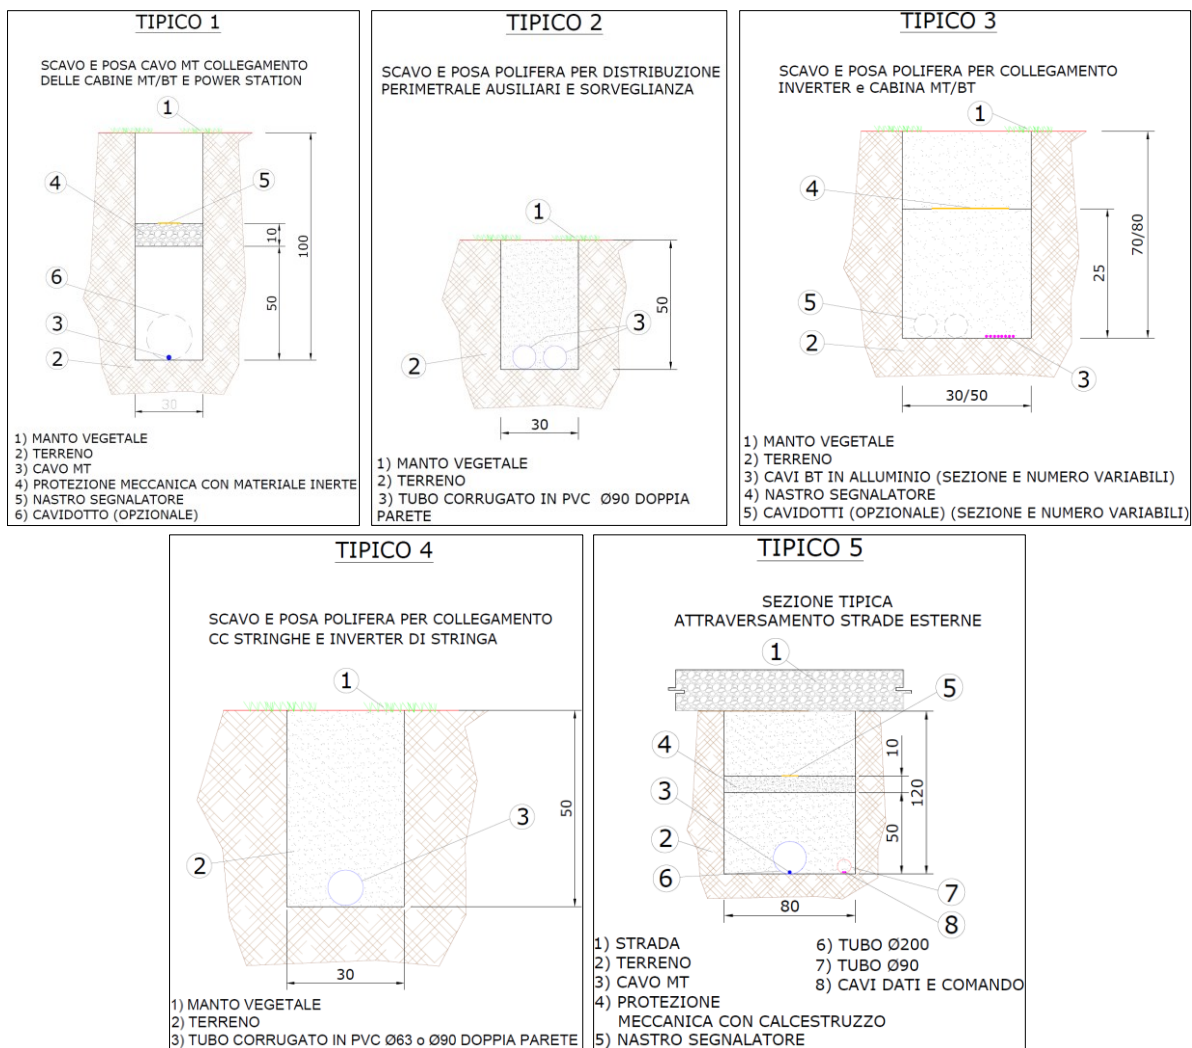 TIPICO 1
SCAVO E POSA CAVO MT COLLEGAMENTO
DELLE CABINE MT/BT E POWER STATION
1
4
5
6
3
2
10
50
100
30
1) MANTO VEGETALE
2) TERRENO
3) CAVO MT
4) PROTEZIONE MECCANICA CON MATERIALE INERTE
5) NASTRO SEGNALATORE
6) CAVIDOTTO (OPZIONALE)
TIPICO 2
SCAVO E POSA POLIFERA PER DISTRIBUZIONE
PERIMETRALE AUSILIARI E SORVEGLIANZA
1
3
2
50
30
1) MANTO VEGETALE
2) TERRENO
3) TUBO CORRUGATO IN PVC Ø90 DOPPIA
PARETE
TIPICO 3
SCAVO E POSA POLIFERA PER COLLEGAMENTO
INVERTER e CABINA MT/BT
1
4
5
2
3
25
70/80
30/50
1) MANTO VEGETALE
2) TERRENO
3) CAVI BT IN ALLUMINIO (SEZIONE E NUMERO VARIABILI)
4) NASTRO SEGNALATORE
5) CAVIDOTTI (OPZIONALE) (SEZIONE E NUMERO VARIABILI)
TIPICO 4
SCAVO E POSA POLIFERA PER COLLEGAMENTO
CC STRINGHE E INVERTER DI STRINGA
1
3
2
50
30
1) MANTO VEGETALE
2) TERRENO
3) TUBO CORRUGATO IN PVC Ø63 o Ø90 DOPPIA PARETE
TIPICO 5
SEZIONE TIPICA
ATTRAVERSAMENTO STRADE ESTERNE
1
5
4
3
2
6
7
8
10
50
120
80
1) STRADA
2) TERRENO
3) CAVO MT
4) PROTEZIONE
MECCANICA CON CALCESTRUZZO
5) NASTRO SEGNALATORE
6) TUBO Ø200
7) TUBO Ø90
8) CAVI DATI E COMANDO